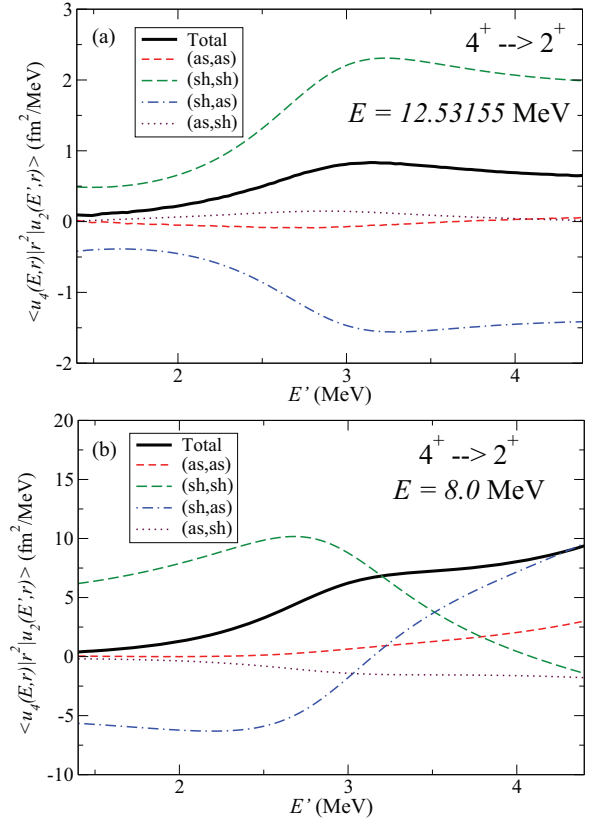 (a)
4⁺ --> 2⁺
Total
(as,as)
(sh,sh)
(sh,as)
(as,sh)
E = 12.53155 MeV
<u₄(E,r)|r²|u₂(E',r)> (fm²/MeV)
3
2
1
0
-1
-2
2
3
4
E' (MeV)
(b)
4⁺ --> 2⁺
Total
(as,as)
(sh,sh)
(sh,as)
(as,sh)
E = 8.0 MeV
<u₄(E,r)|r²|u₂(E',r)> (fm²/MeV)
20
15
10
5
0
-5
-10
2
3
4
E' (MeV)